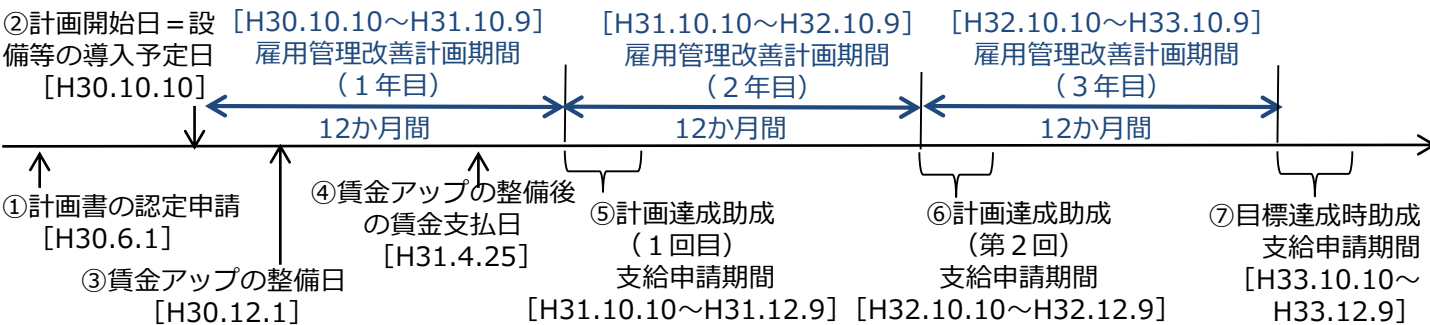 ②計画開始日＝設
備等の導入予定日
［H30.10.10］
［H30.10.10～H31.10.9］
雇用管理改善計画期間
（１年目）
12か月間
［H31.10.10～H32.10.9］
雇用管理改善計画期間
（２年目）
12か月間
［H32.10.10～H33.10.9］
雇用管理改善計画期間
（３年目）
12か月間
①計画書の認定申請
［H30.6.1］
③賃金アップの整備日
［H30.12.1］
④賃金アップの整備後
の賃金支払日
［H31.4.25］
⑤計画達成助成
（１回目）
支給申請期間
［H31.10.10～H31.12.9］
⑥計画達成助成
（第２回）
支給申請期間
［H32.10.10～H32.12.9］
⑦目標達成時助成
支給申請期間
［H33.10.10～
H33.12.9］